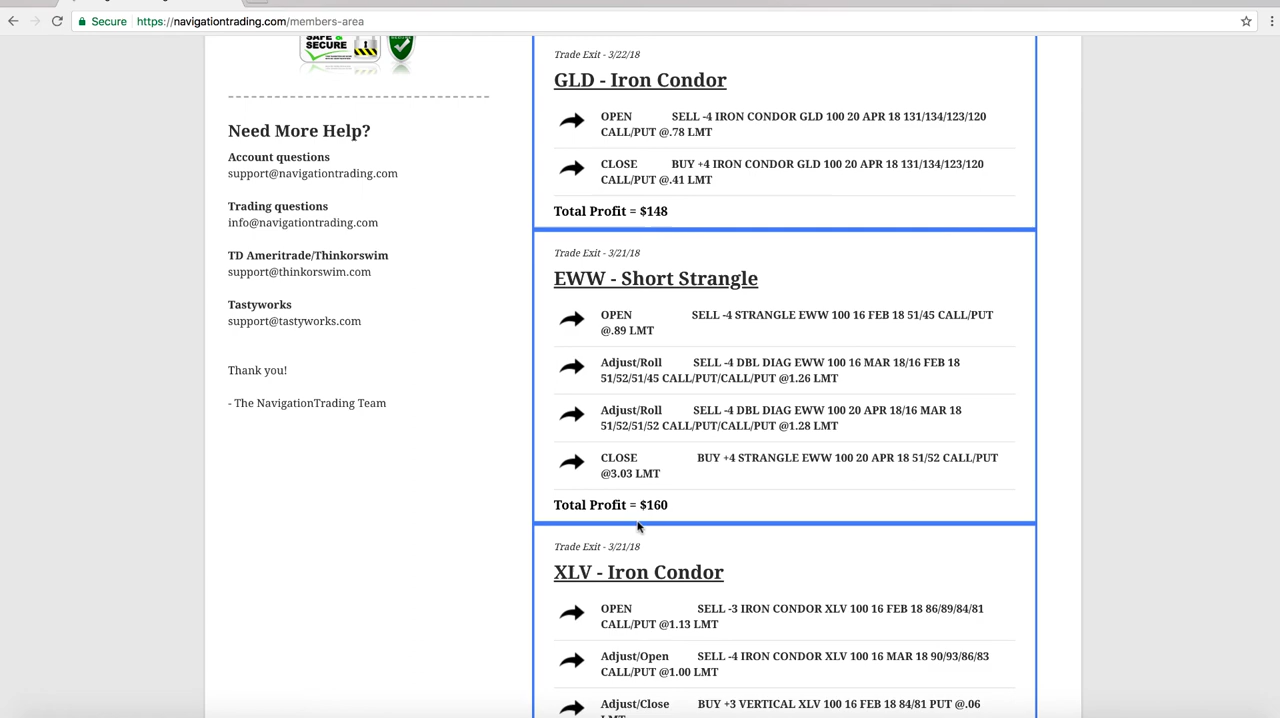 Secure https://navigationtrading.com/members-area
SAFE &
SECURE
Need More Help?
Account questions
support@navigationtrading.com
Trading questions
info@navigationtrading.com
TD Ameritrade/Thinkorswim
support@thinkorswim.com
Tastyworks
support@tastyworks.com
Thank you!
- The NavigationTrading Team
Trade Exit - 3/22/18
GLD - Iron Condor
OPEN SELL -4 IRON CONDOR GLD 100 20 APR 18 131/134/123/120
CALL/PUT @.78 LMT
CLOSE BUY +4 IRON CONDOR GLD 100 20 APR 18 131/134/123/120
CALL/PUT @.41 LMT
Total Profit = $148
Trade Exit - 3/21/18
EWW - Short Strangle
OPEN SELL -4 STRANGLE EWW 100 16 FEB 18 51/45 CALL/PUT
@.89 LMT
Adjust/Roll SELL -4 DBL DIAG EWW 100 16 MAR 18/16 FEB 18
51/52/51/45 CALL/PUT/CALL/PUT @1.26 LMT
Adjust/Roll SELL -4 DBL DIAG EWW 100 20 APR 18/16 MAR 18
51/52/51/52 CALL/PUT/CALL/PUT @1.28 LMT
CLOSE BUY +4 STRANGLE EWW 100 20 APR 18 51/52 CALL/PUT
@3.03 LMT
Total Profit = $160
Trade Exit - 3/21/18
XLV - Iron Condor
OPEN SELL -3 IRON CONDOR XLV 100 16 FEB 18 86/89/84/81
CALL/PUT @1.13 LMT
Adjust/Open SELL -4 IRON CONDOR XLV 100 16 MAR 18 90/93/86/83
CALL/PUT @1.00 LMT
Adjust/Close BUY +3 VERTICAL XLV 100 16 FEB 18 84/81 PUT @.06
LMT